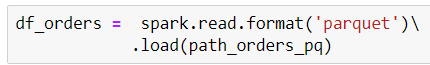 df_orders =  spark.read.format('parquet')\
.load(path_orders_pq)